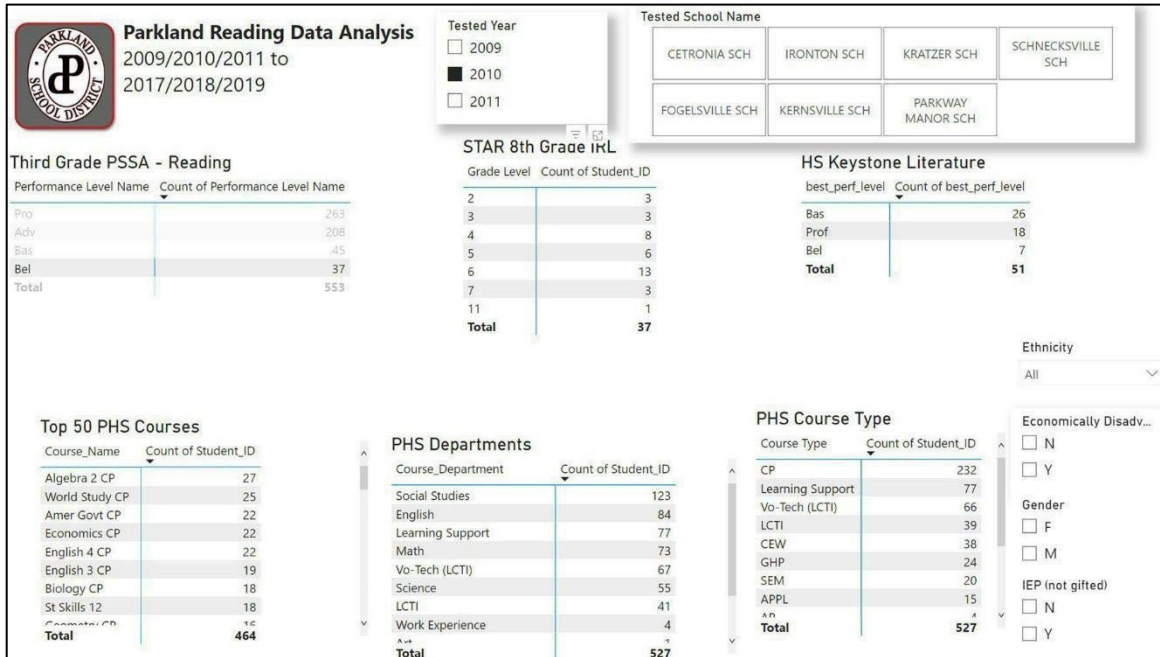 PARKLAND
SCHOOL DISTRICT
Parkland Reading Data Analysis
2009/2010/2011 to
2017/2018/2019
Tested Year
2009
2010
2011
Tested School Name
CETRONIA SCH
IRONTON SCH
KRATZER SCH
SCHNECKSVILLE
SCH
FOGELSVILLE SCH
KERNSVILLE SCH
PARKWAY
MANOR SCH
Third Grade PSSA - Reading
Performance Level Name Count of Performance Level Name
Pro 263
Adv 208
Bas 45
Bel 37
Total 553
STAR 8th Grade IRL
Grade Level Count of Student_ID
2 3
3 3
4 8
5 6
6 13
7 3
11 1
Total 37
HS Keystone Literature
best_perf_level Count of best_perf_level
Bas 26
Prof 18
Bel 7
Total 51
Ethnicity
All
Top 50 PHS Courses
Course_Name Count of Student_ID
Algebra 2 CP 27
World Study CP 25
Amer Govt CP 22
Economics CP 22
English 4 CP 22
English 3 CP 19
Biology CP 18
St Skills 12 18
Geometry CP 16
Total 464
PHS Departments
Course_Department Count of Student_ID
Social Studies 123
English 84
Learning Support 77
Math 73
Vo-Tech (LCTI) 67
Science 55
LCTI 41
Work Experience 4
Total 527
PHS Course Type
Course Type Count of Student_ID
CP 232
Learning Support 77
Vo-Tech (LCTI) 66
LCTI 39
CEW 38
GHP 24
SEM 20
APPL 15
Total 527
Economically Disadv...
N
Y
Gender
F
M
IEP (not gifted)
N
Y